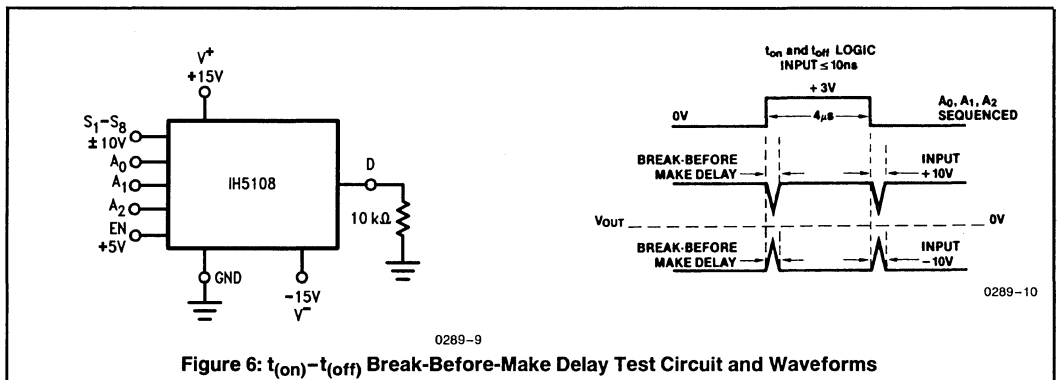 V+
+15V
S1–S8
±10V
A0
A1
A2
EN
+5V
IH5108
D
10 kΩ
GND
-15V
V-
0289–9
ton and toff LOGIC
INPUT ≤ 10ns
+3V
0V
4μs
A0, A1, A2
SEQUENCED
BREAK-BEFORE
MAKE DELAY
INPUT
+10V
VOUT
0V
BREAK-BEFORE
MAKE DELAY
INPUT
–10V
0289–10
Figure 6: t(on)–t(off) Break-Before-Make Delay Test Circuit and Waveforms